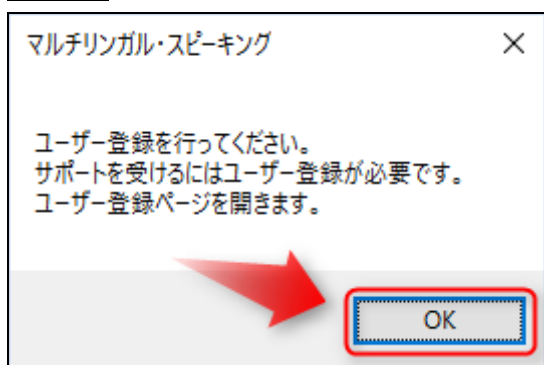 マルチリンガル・スピーキング
ユーザー登録を行ってください。
サポートを受けるにはユーザー登録が必要です。
ユーザー登録ページを開きます。
OK